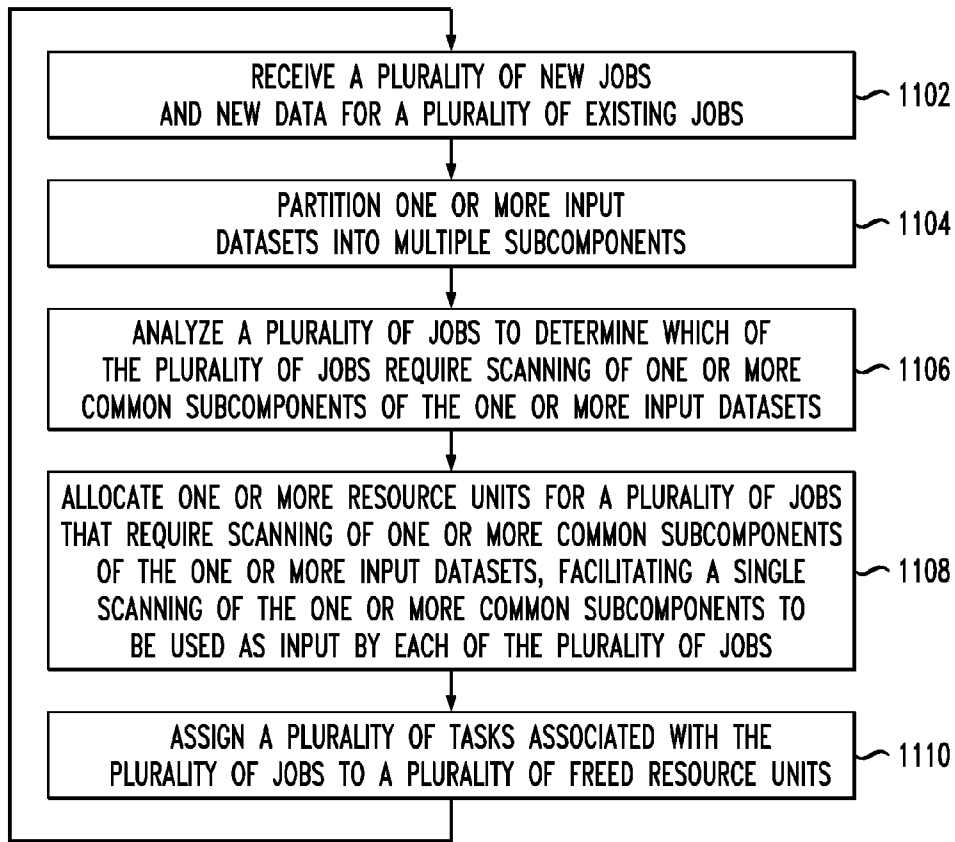 RECEIVE A PLURALITY OF NEW JOBS
AND NEW DATA FOR A PLURALITY OF EXISTING JOBS
1102
PARTITION ONE OR MORE INPUT
DATASETS INTO MULTIPLE SUBCOMPONENTS
1104
ANALYZE A PLURALITY OF JOBS TO DETERMINE WHICH OF
THE PLURALITY OF JOBS REQUIRE SCANNING OF ONE OR MORE
COMMON SUBCOMPONENTS OF THE ONE OR MORE INPUT DATASETS
1106
ALLOCATE ONE OR MORE RESOURCE UNITS FOR A PLURALITY OF JOBS
THAT REQUIRE SCANNING OF ONE OR MORE COMMON SUBCOMPONENTS
OF THE ONE OR MORE INPUT DATASETS, FACILITATING A SINGLE
SCANNING OF THE ONE OR MORE COMMON SUBCOMPONENTS TO
BE USED AS INPUT BY EACH OF THE PLURALITY OF JOBS
1108
ASSIGN A PLURALITY OF TASKS ASSOCIATED WITH THE
PLURALITY OF JOBS TO A PLURALITY OF FREED RESOURCE UNITS
1110